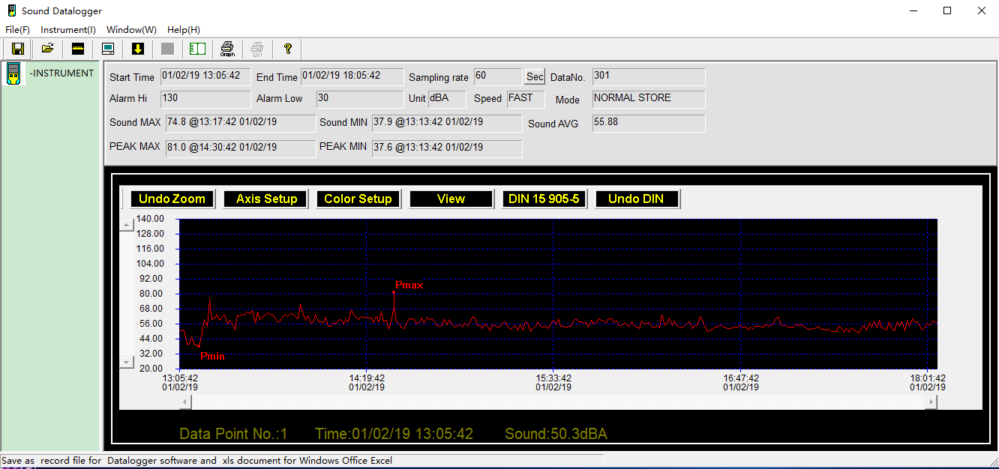 Sound Datalogger
File(F) Instrument(I) Window(W) Help(H)
Graph List ?
-INSTRUMENT
Start Time 01/02/19 13:05:42 End Time 01/02/19 18:05:42 Sampling rate 60 Sec DataNo. 301
Alarm Hi 130 Alarm Low 30 Unit dBA Speed FAST Mode NORMAL STORE
Sound MAX 74.8 @13:17:42 01/02/19 Sound MIN 37.9 @13:13:42 01/02/19 Sound AVG 55.88
PEAK MAX 81.0 @14:30:42 01/02/19 PEAK MIN 37.6 @13:13:42 01/02/19
Undo Zoom Axis Setup Color Setup View DIN 15 905-5 Undo DIN
140.00
128.00
116.00
104.00
92.00
Pmax
80.00
68.00
56.00
44.00
32.00
Pmin
20.00
13:05:42 14:19:42 15:33:42 16:47:42 18:01:42
01/02/19 01/02/19 01/02/19 01/02/19 01/02/19
Data Point No.:1 Time:01/02/19 13:05:42 Sound:50.3dBA
Save as record file for Datalogger software and xls document for Windows Office Excel